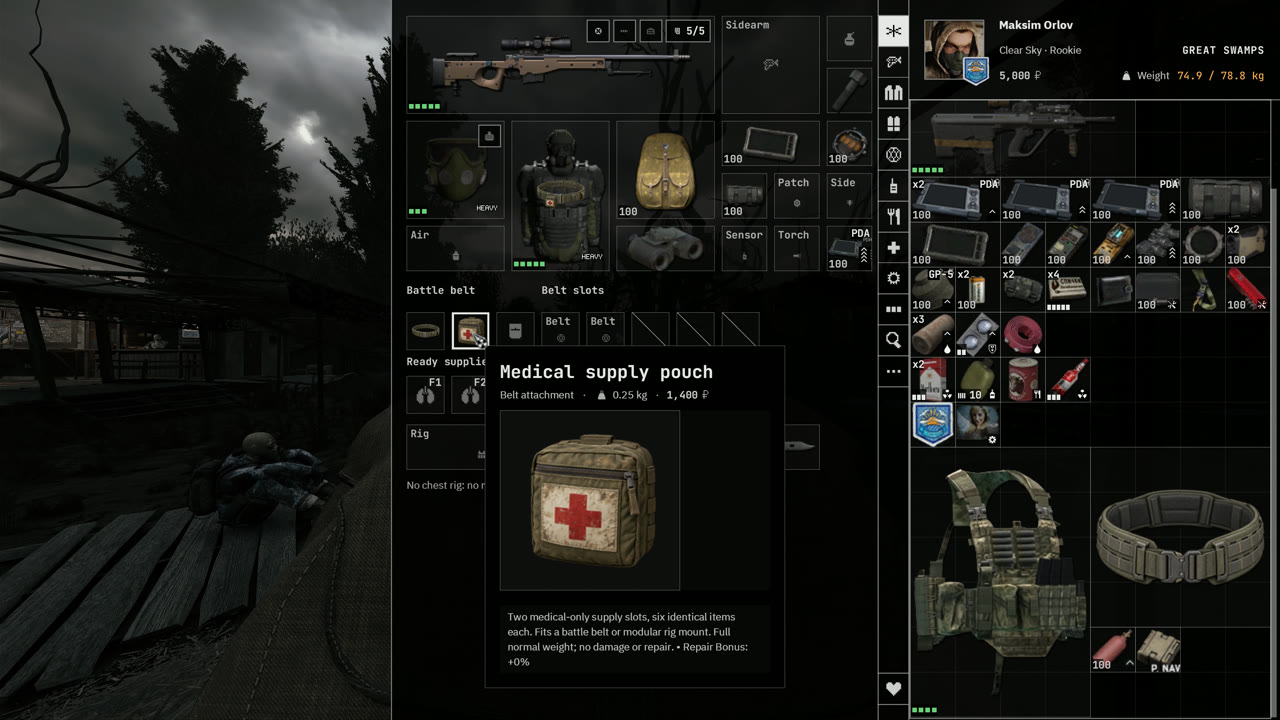 5/5
Sidearm
HEAVY
HEAVY
100
100
100
100
Patch
Side
Air
Sensor
Torch
PDA
100
Battle belt
Belt slots
Belt
Belt
Ready supplie
F1
F2
Rig
No chest rig: no r
Medical supply pouch
Belt attachment · 0.25 kg · 1,400 ₽
Two medical-only supply slots, six identical items
each. Fits a battle belt or modular rig mount. Full
normal weight; no damage or repair. • Repair Bonus:
+0%
Maksim Orlov
Clear Sky · Rookie
GREAT SWAMPS
5,000 ₽
Weight 74.9 / 78.8 kg
x2 PDA PDA PDA
100 100 100 100
x2
100 100 100 100 100 100 100
GP-5 x2 x2 x4
100 100 100 100
x3
x2
10
100
P. NAV